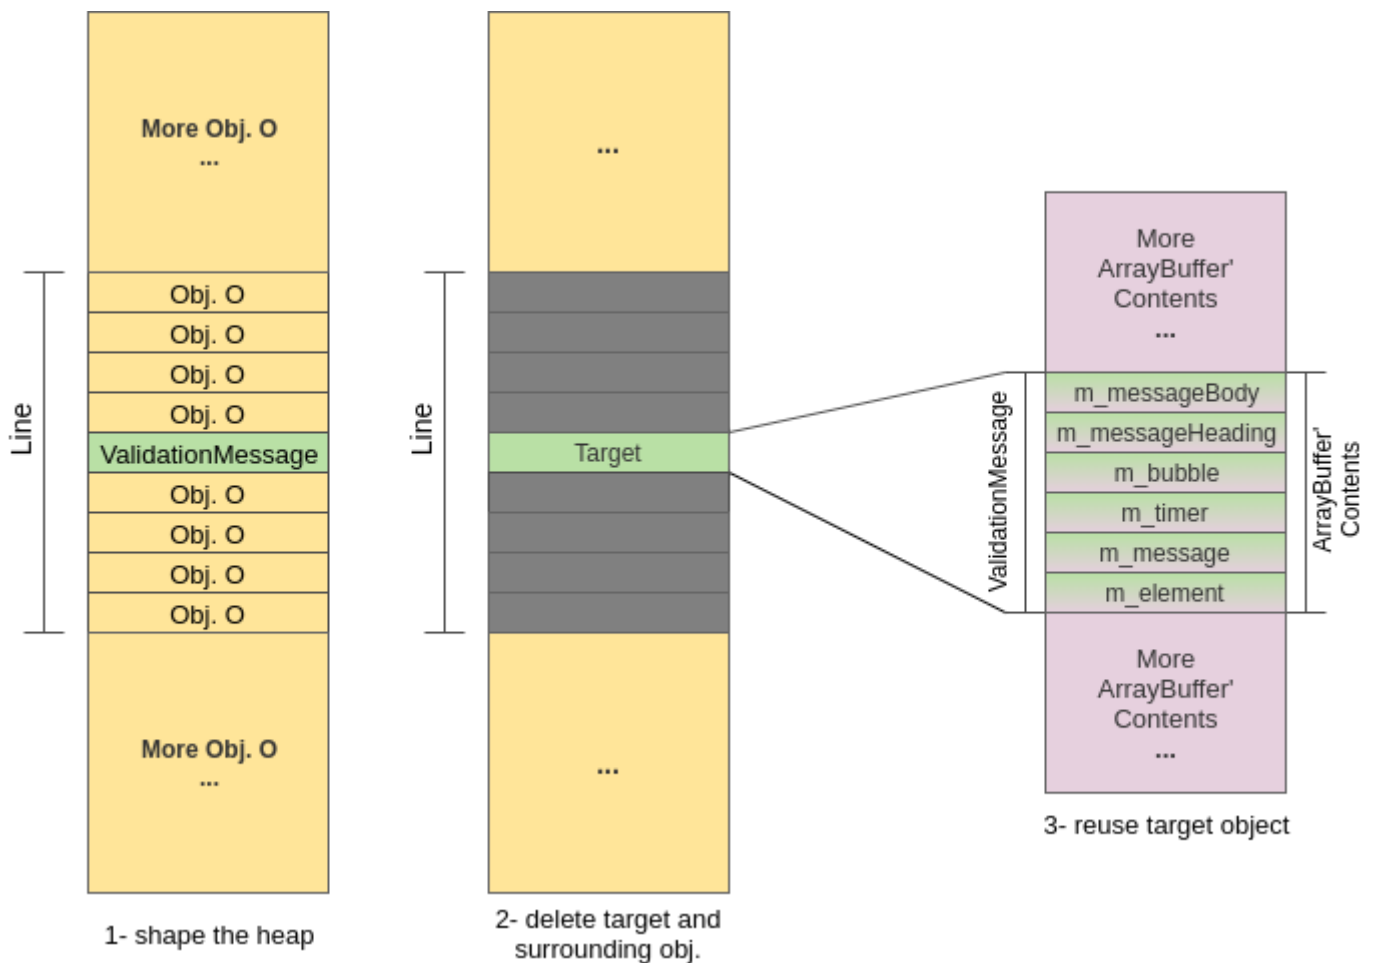 More Obj. O
...
Line
Obj. O
Obj. O
Obj. O
Obj. O
ValidationMessage
Obj. O
Obj. O
Obj. O
Obj. O
More Obj. O
...
1- shape the heap
...
Line
Target
...
2- delete target and
surrounding obj.
More
ArrayBuffer'
Contents
...
ValidationMessage
m_messageBody
m_messageHeading
m_bubble
m_timer
m_message
m_element
ArrayBuffer'
Contents
More
ArrayBuffer'
Contents
...
3- reuse target object